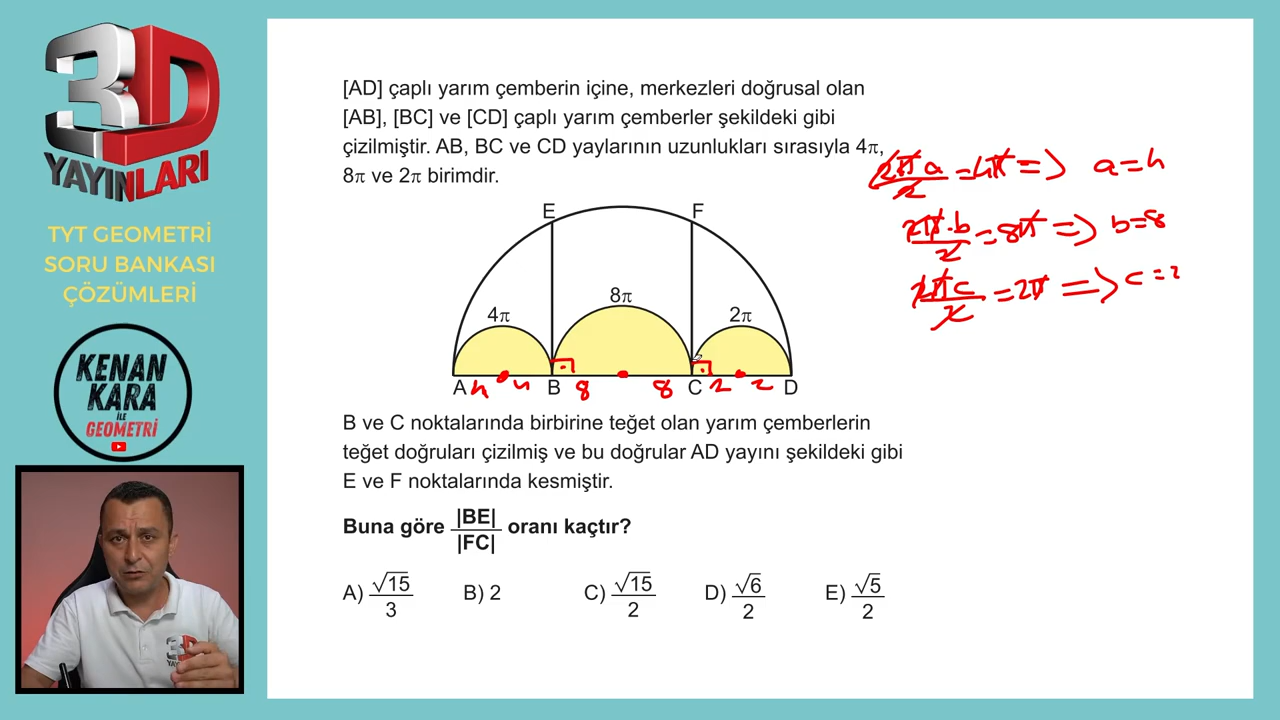 3D
YAYINLARI
TYT GEOMETRİ
SORU BANKASI
ÇÖZÜMLERİ
KENAN
KARA
İLE
GEOMETRİ
[AD] çaplı yarım çemberin içine, merkezleri doğrusal olan
[AB], [BC] ve [CD] çaplı yarım çemberler şekildeki gibi
çizilmiştir. AB, BC ve CD yaylarının uzunlukları sırasıyla 4π,
8π ve 2π birimdir.
2πa/2 = 4π => a = 4
2π.b/2 = 8π => b = 8
2πc/2 = 2π => c = 2
E F
8π
4π 2π
A 4 4 B 8 8 C 2 2 D
B ve C noktalarında birbirine teğet olan yarım çemberlerin
teğet doğruları çizilmiş ve bu doğrular AD yayını şekildeki gibi
E ve F noktalarında kesmiştir.
Buna göre |BE|/|FC| oranı kaçtır?
A) √15/3 B) 2 C) √15/2 D) √6/2 E) √5/2
3D
YAYINLARI